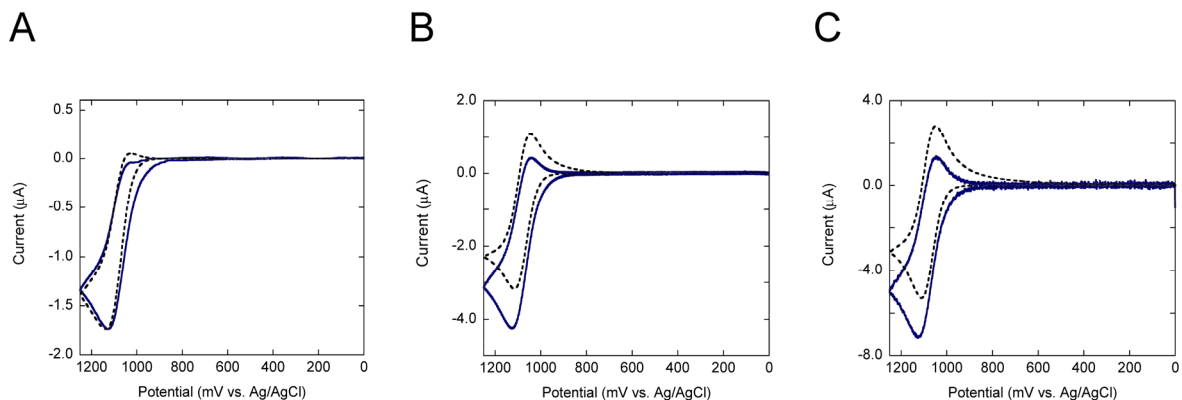 A
B
C
0.5
0.0
-0.5
-1.0
-1.5
-2.0
Current (μA)
1200 1000 800 600 400 200 0
Potential (mV vs. Ag/AgCl)
2.0
0.0
-2.0
-4.0
Current (μA)
1200 1000 800 600 400 200 0
Potential (mV vs. Ag/AgCl)
4.0
0.0
-4.0
-8.0
Current (μA)
1200 1000 800 600 400 200 0
Potential (mV vs. Ag/AgCl)